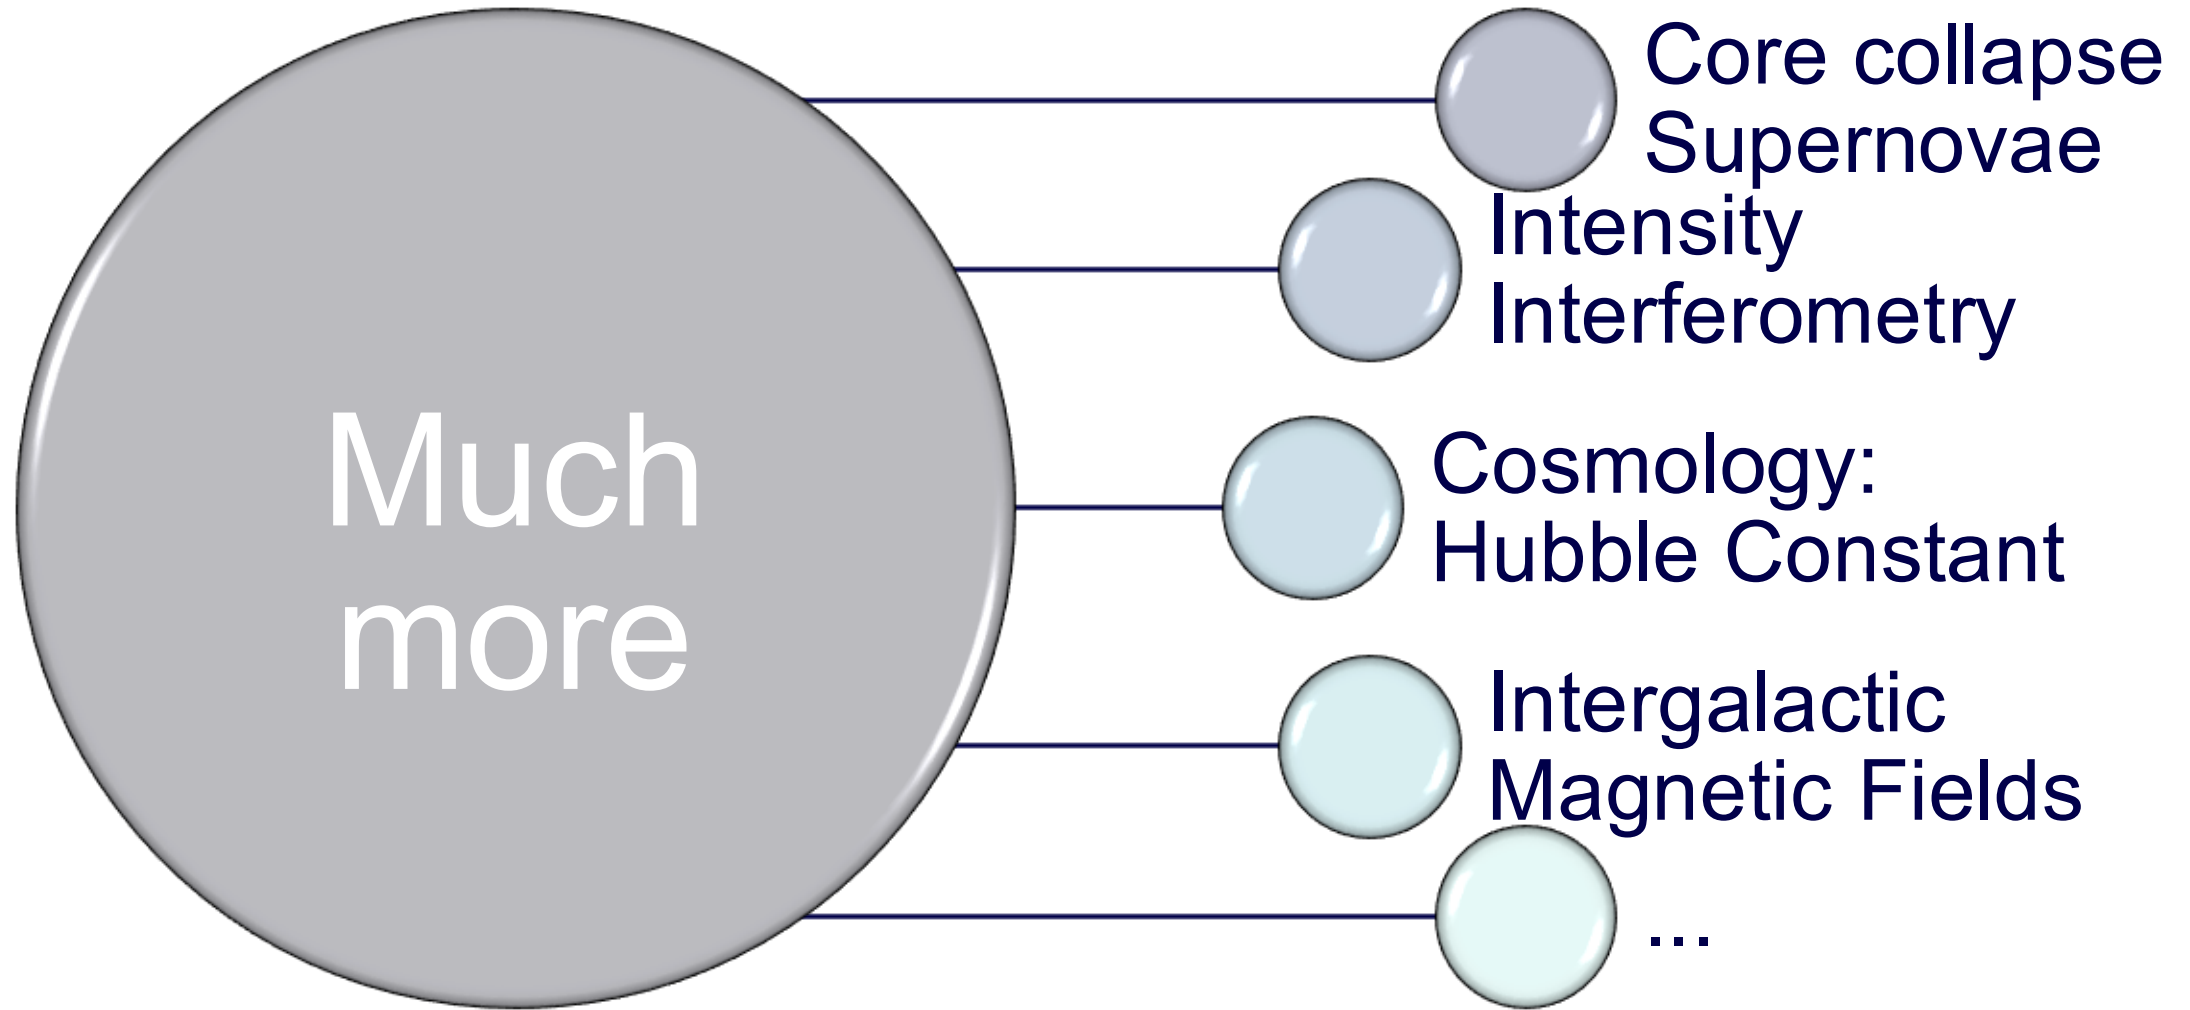 Much
more
Core collapse
Supernovae
Intensity
Interferometry
Cosmology:
Hubble Constant
Intergalactic
Magnetic Fields
...